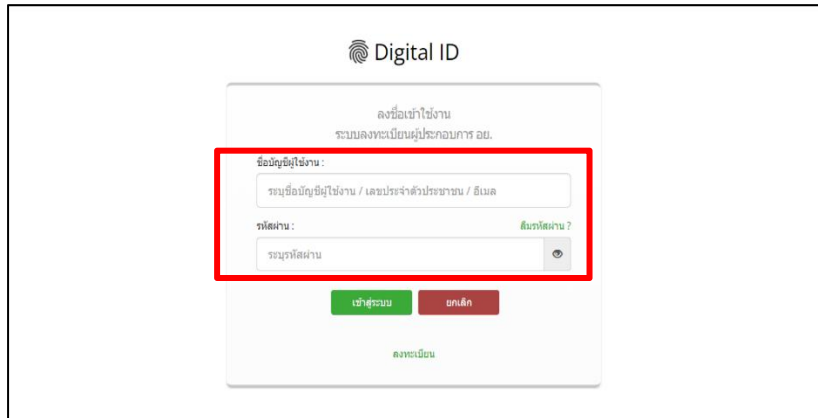 Digital ID
ลงชื่อเข้าใช้งาน
ระบบลงทะเบียนผู้ประกอบการ อย.
ชื่อบัญชีผู้ใช้งาน :
ระบุชื่อบัญชีผู้ใช้งาน / เลขประจำตัวประชาชน / อีเมล
รหัสผ่าน : ลืมรหัสผ่าน ?
ระบุรหัสผ่าน
เข้าสู่ระบบ ยกเลิก
ลงทะเบียน